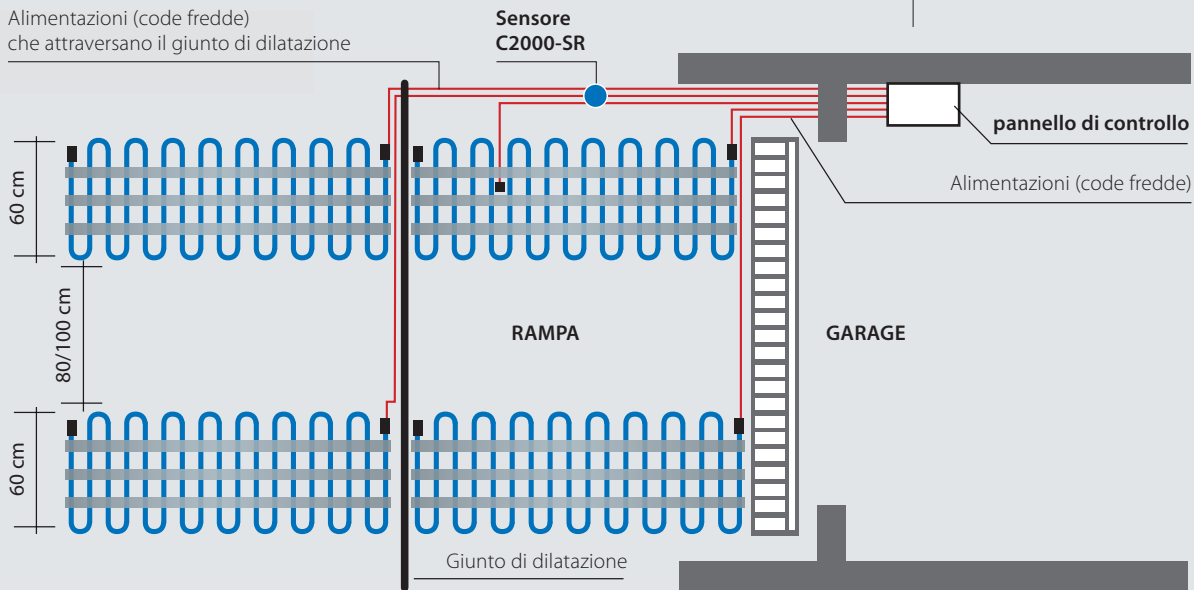 Alimentazioni (code fredde)
che attraversano il giunto di dilatazione
Sensore
C2000-SR
pannello di controllo
Alimentazioni (code fredde)
60 cm
80/100 cm
RAMPA
GARAGE
60 cm
Giunto di dilatazione